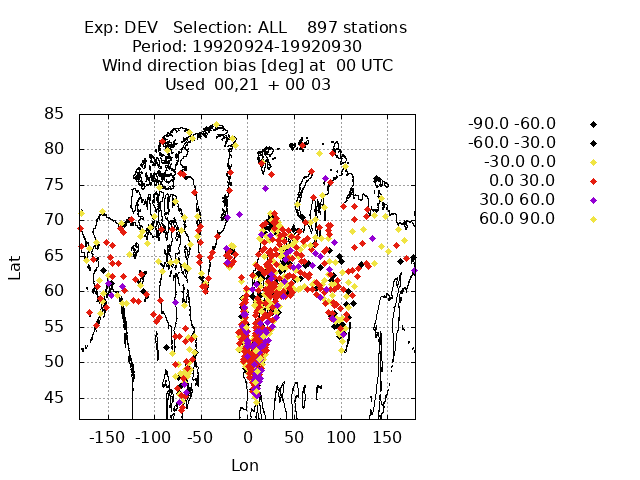 Exp: DEV   Selection: ALL    897 stations
Period: 19920924-19920930
Wind direction bias [deg] at  00 UTC
Used  00,21  + 00 03
85
80
75
70
65
60
55
50
45
Lat
-150 -100 -50 0 50 100 150
Lon
-90.0 -60.0
-60.0 -30.0
-30.0 0.0
0.0 30.0
30.0 60.0
60.0 90.0